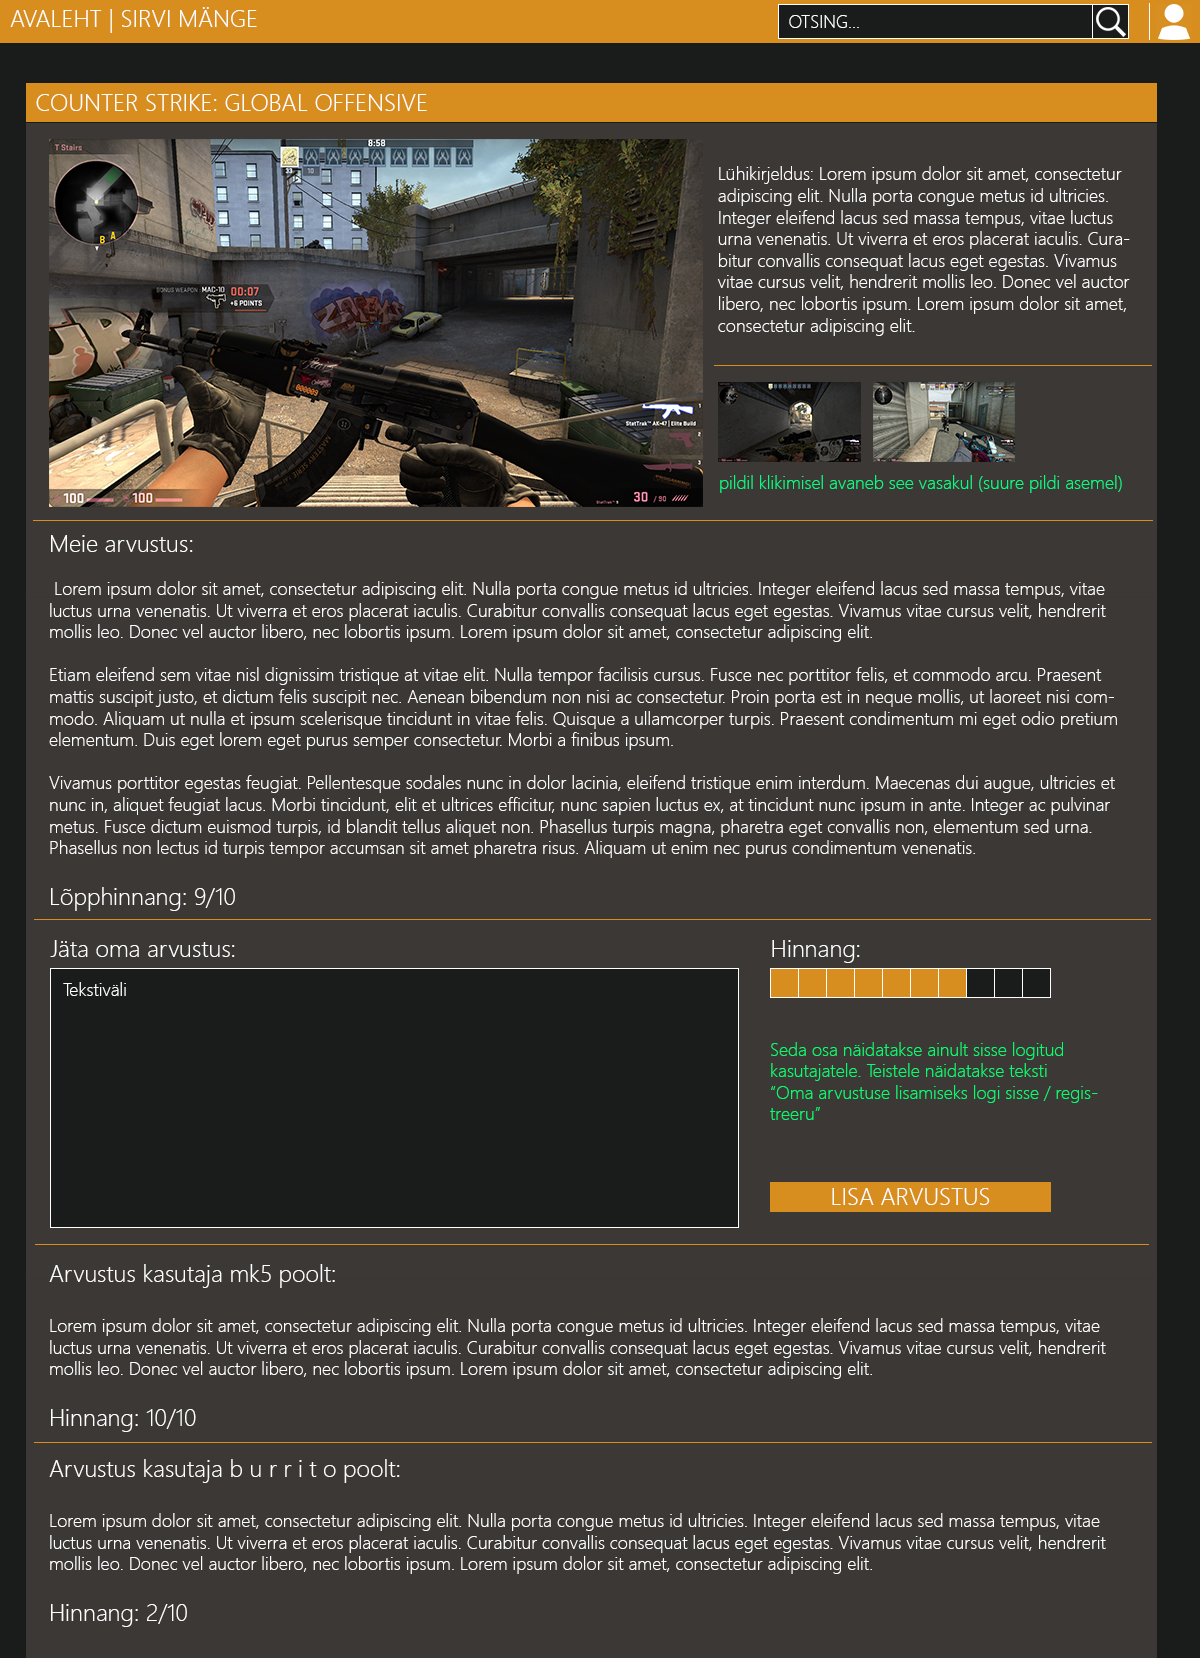 AVALEHT | SIRVI MÄNGE
OTSING...
COUNTER STRIKE: GLOBAL OFFENSIVE
T Stairs
8:58
B A
BONUS WEAPON MAC-10 00:07
+6 POINTS
1
StatTrak™ AK-47 | Elite Build
2
3
100
100
30 / 90
Lühikirjeldus: Lorem ipsum dolor sit amet, consectetur
adipiscing elit. Nulla porta congue metus id ultricies.
Integer eleifend lacus sed massa tempus, vitae luctus
urna venenatis. Ut viverra et eros placerat iaculis. Cura-
bitur convallis consequat lacus eget egestas. Vivamus
vitae cursus velit, hendrerit mollis leo. Donec vel auctor
libero, nec lobortis ipsum. Lorem ipsum dolor sit amet,
consectetur adipiscing elit.
pildil klikimisel avaneb see vasakul (suure pildi asemel)
Meie arvustus:
Lorem ipsum dolor sit amet, consectetur adipiscing elit. Nulla porta congue metus id ultricies. Integer eleifend lacus sed massa tempus, vitae
luctus urna venenatis. Ut viverra et eros placerat iaculis. Curabitur convallis consequat lacus eget egestas. Vivamus vitae cursus velit, hendrerit
mollis leo. Donec vel auctor libero, nec lobortis ipsum. Lorem ipsum dolor sit amet, consectetur adipiscing elit.
Etiam eleifend sem vitae nisl dignissim tristique at vitae elit. Nulla tempor facilisis cursus. Fusce nec porttitor felis, et commodo arcu. Praesent
mattis suscipit justo, et dictum felis suscipit nec. Aenean bibendum non nisi ac consectetur. Proin porta est in neque mollis, ut laoreet nisi com-
modo. Aliquam ut nulla et ipsum scelerisque tincidunt in vitae felis. Quisque a ullamcorper turpis. Praesent condimentum mi eget odio pretium
elementum. Duis eget lorem eget purus semper consectetur. Morbi a finibus ipsum.
Vivamus porttitor egestas feugiat. Pellentesque sodales nunc in dolor lacinia, eleifend tristique enim interdum. Maecenas dui augue, ultricies et
nunc in, aliquet feugiat lacus. Morbi tincidunt, elit et ultrices efficitur, nunc sapien luctus ex, at tincidunt nunc ipsum in ante. Integer ac pulvinar
metus. Fusce dictum euismod turpis, id blandit tellus aliquet non. Phasellus turpis magna, pharetra eget convallis non, elementum sed urna.
Phasellus non lectus id turpis tempor accumsan sit amet pharetra risus. Aliquam ut enim nec purus condimentum venenatis.
Lõpphinnang: 9/10
Jäta oma arvustus:
Tekstiväli
Hinnang:
Seda osa näidatakse ainult sisse logitud
kasutajatele. Teistele näidatakse teksti
“Oma arvustuse lisamiseks logi sisse / regis-
treeru”
LISA ARVUSTUS
Arvustus kasutaja mk5 poolt:
Lorem ipsum dolor sit amet, consectetur adipiscing elit. Nulla porta congue metus id ultricies. Integer eleifend lacus sed massa tempus, vitae
luctus urna venenatis. Ut viverra et eros placerat iaculis. Curabitur convallis consequat lacus eget egestas. Vivamus vitae cursus velit, hendrerit
mollis leo. Donec vel auctor libero, nec lobortis ipsum. Lorem ipsum dolor sit amet, consectetur adipiscing elit.
Hinnang: 10/10
Arvustus kasutaja b u r r i t o poolt:
Lorem ipsum dolor sit amet, consectetur adipiscing elit. Nulla porta congue metus id ultricies. Integer eleifend lacus sed massa tempus, vitae
luctus urna venenatis. Ut viverra et eros placerat iaculis. Curabitur convallis consequat lacus eget egestas. Vivamus vitae cursus velit, hendrerit
mollis leo. Donec vel auctor libero, nec lobortis ipsum. Lorem ipsum dolor sit amet, consectetur adipiscing elit.
Hinnang: 2/10